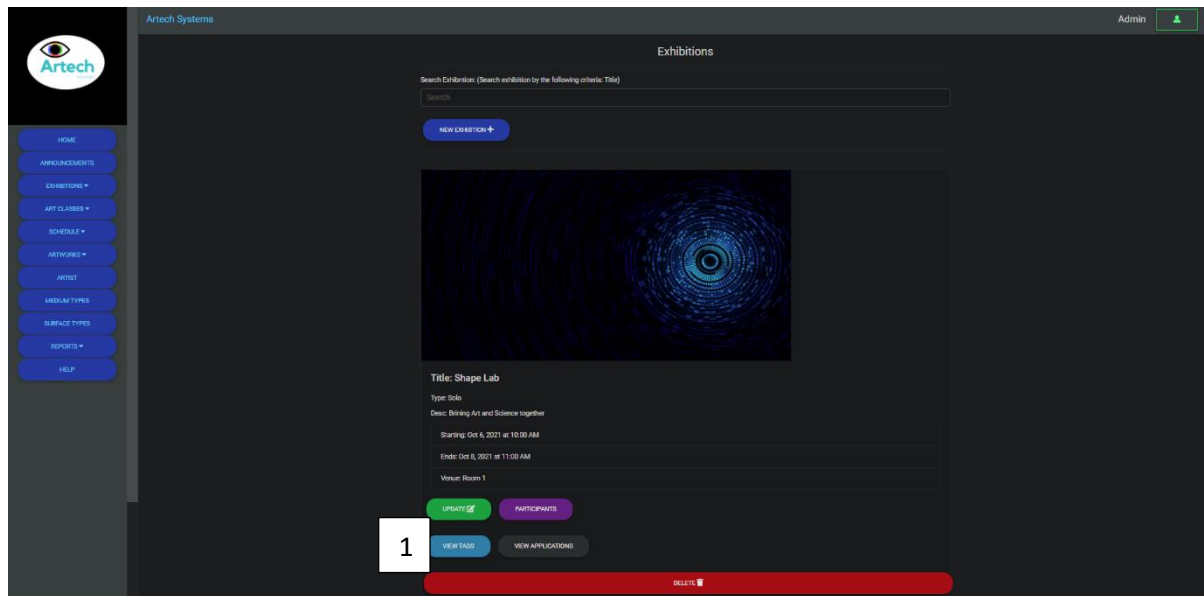 Artech Systems
Admin
Artech
Exhibitions
Search Exhibition: (Search exhibition by the following criteria: Title)
Search
NEW EXHIBITION
HOME
ANNOUNCEMENTS
EXHIBITIONS
ART CLASSES
SCHEDULE
ARTWORKS
ARTIST
MEDIUM TYPES
SURFACE TYPES
REPORTS
HELP
Title: Shape Lab
Type: Solo
Desc: Brining Art and Science together
Starting: Oct 6, 2021 at 10:00 AM
Ends: Oct 8, 2021 at 11:00 AM
Venue: Room 1
UPDATE
PARTICIPANTS
1
VIEW TAGS
VIEW APPLICATIONS
DELETE